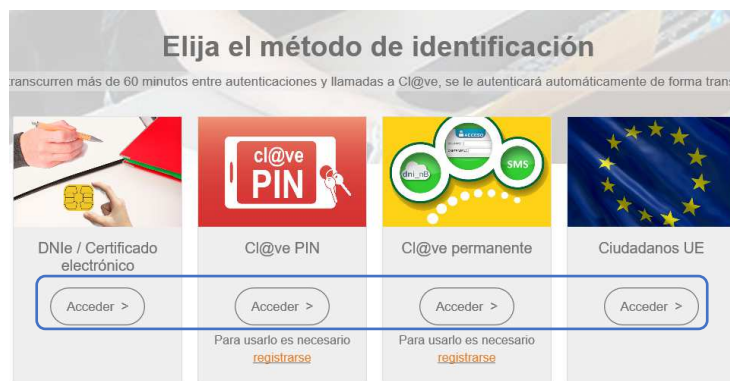 Elija el método de identificación
transcurren más de 60 minutos entre autenticaciones y llamadas a Cl@ve, se le autenticará automáticamente de forma trans
cl@ve
PIN
ACCESO
dni_nB
SMS
DNIe / Certificado
electrónico
Cl@ve PIN
Cl@ve permanente
Ciudadanos UE
Acceder >
Acceder >
Acceder >
Acceder >
Para usarlo es necesario
registrarse
Para usarlo es necesario
registrarse